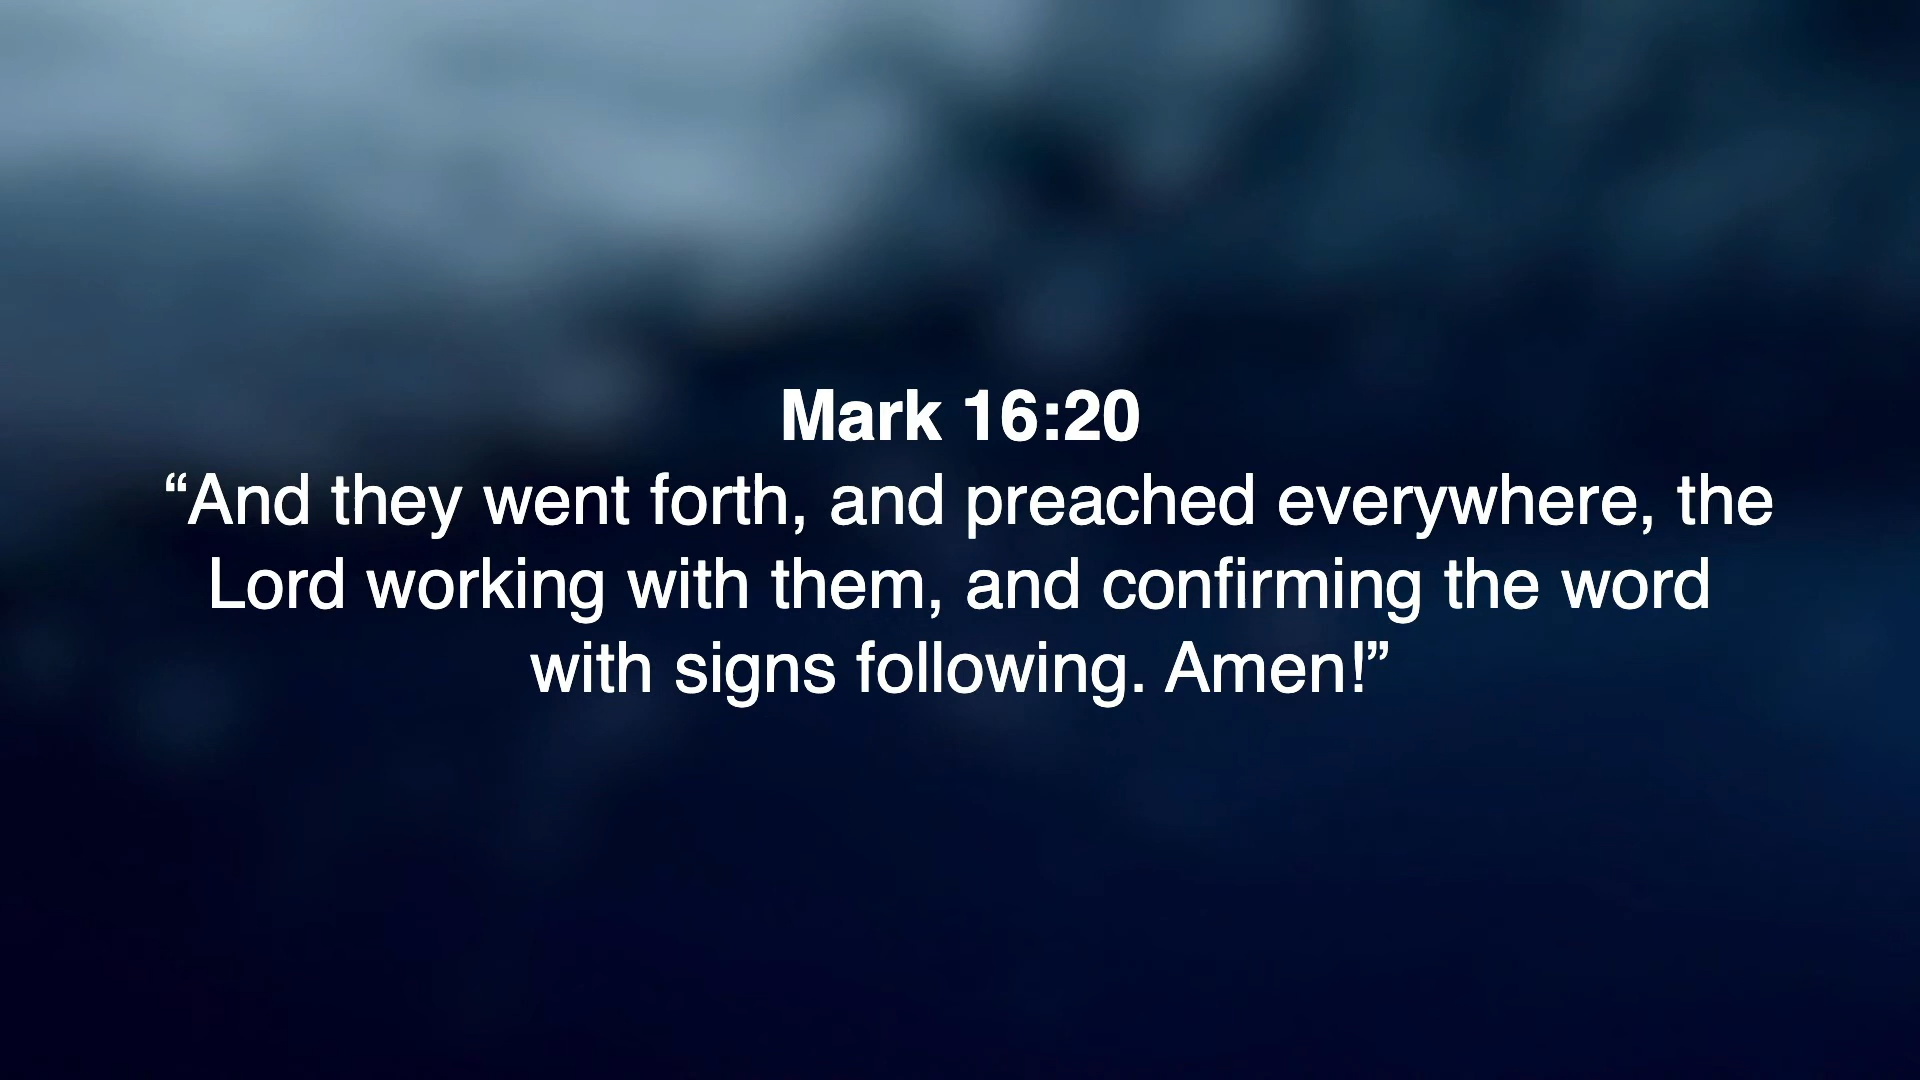 Mark 16:20
“And they went forth, and preached everywhere, the
Lord working with them, and confirming the word
with signs following. Amen!”